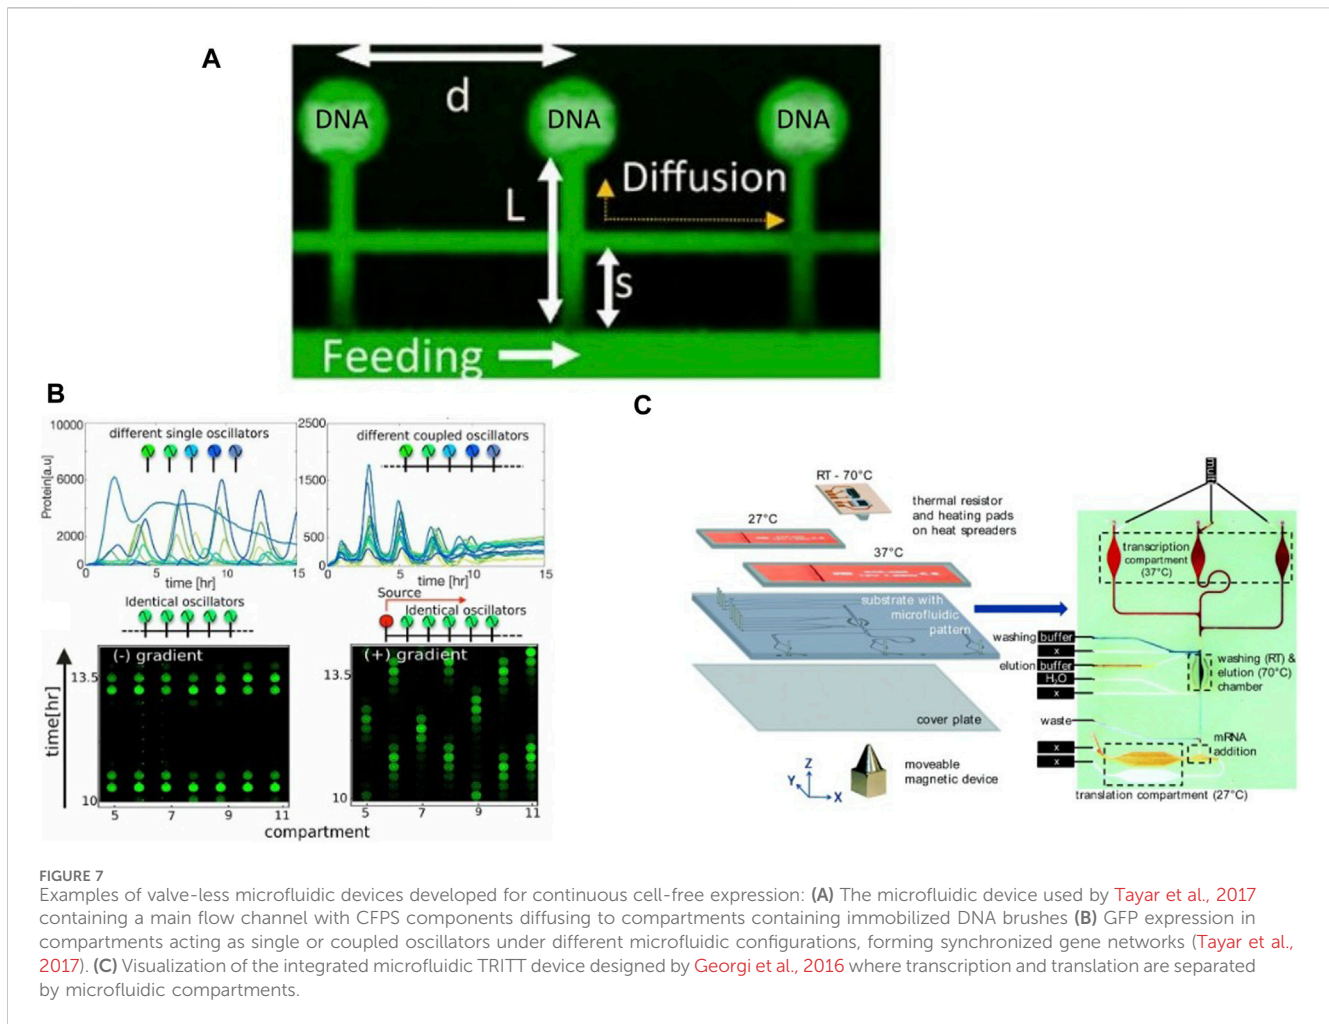 A
d
DNA
DNA
DNA
Diffusion
L
s
Feeding
B
10000
6000
2000
0
Protein[a.u]
different single oscillators
0
5
10
15
time [hr]
2500
1500
500
0
different coupled oscillators
0
5
10
15
time [hr]
Identical oscillators
Source
Identical oscillators
(-) gradient
13.5
10
time[hr]
5
9
11
(+) gradient
13.5
10
5
7
9
11
compartment
C
RT - 70°C
thermal resistor
and heating pads
on heat spreaders
27°C
37°C
substrate with
microfluidic
pattern
cover plate
moveable
magnetic device
Z
Y
X
mult
transcription
compartment
(37°C)
washing
buffer
x
elution
buffer
H₂O
x
washing (RT) &
elution (70°C)
chamber
waste
x
x
mRNA
addition
translation compartment (27°C)
FIGURE 7
Examples of valve-less microfluidic devices developed for continuous cell-free expression: (A) The microfluidic device used by Tayar et al., 2017
containing a main flow channel with CFPS components diffusing to compartments containing immobilized DNA brushes (B) GFP expression in
compartments acting as single or coupled oscillators under different microfluidic configurations, forming synchronized gene networks (Tayar et al.,
2017). (C) Visualization of the integrated microfluidic TRITT device designed by Georgi et al., 2016 where transcription and translation are separated
by microfluidic compartments.